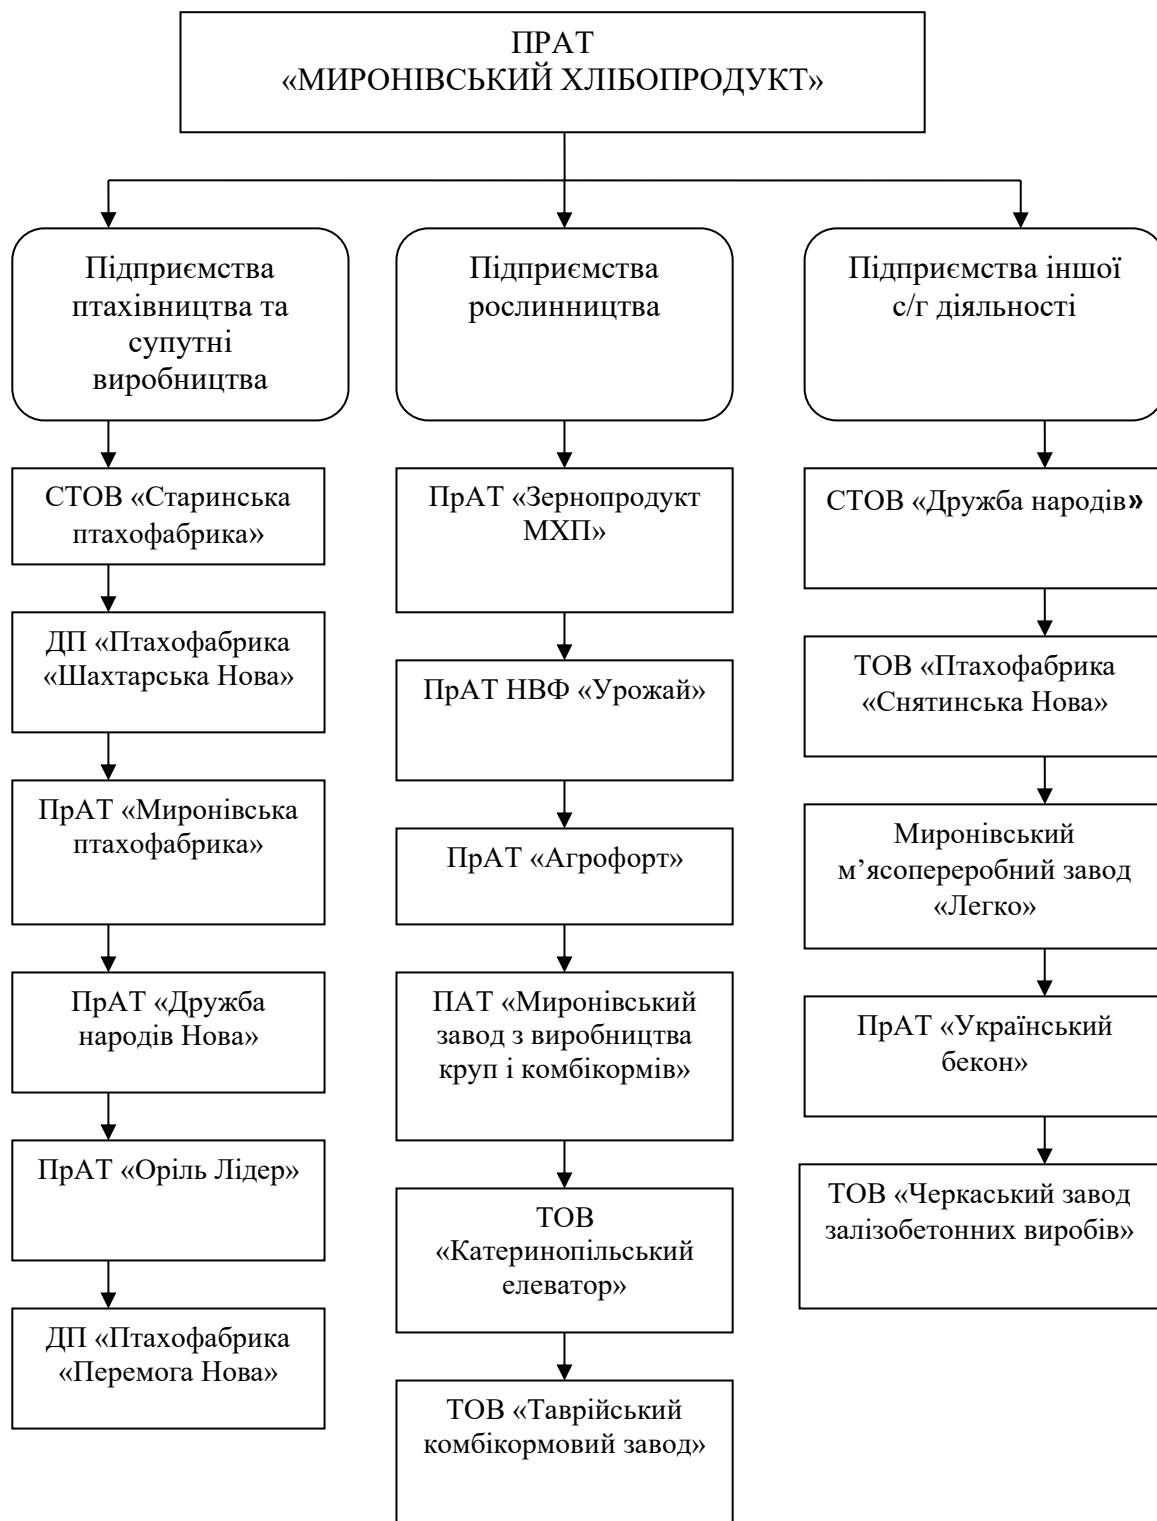 ПРАТ
«МИРОНІВСЬКИЙ ХЛІБОПРОДУКТ»
Підприємства
птахівництва та
супутні
виробництва
Підприємства
рослинництва
Підприємства іншої
с/г діяльності
СТОВ «Старинська
птахофабрика»
ДП «Птахофабрика
«Шахтарська Нова»
ПрАТ «Миронівська
птахофабрика»
ПрАТ «Дружба
народів Нова»
ПрАТ «Оріль Лідер»
ДП «Птахофабрика
«Перемога Нова»
ПрАТ «Зернопродукт
МХП»
ПрАТ НВФ «Урожай»
ПрАТ «Агрофорт»
ПАТ «Миронівський
завод з виробництва
круп і комбікормів»
ТОВ
«Катеринопільський
елеватор»
ТОВ «Таврійський
комбікормовий завод»
СТОВ «Дружба народів»
ТОВ «Птахофабрика
«Снятинська Нова»
Миронівський
м’ясопереробний завод
«Легко»
ПрАТ «Український
бекон»
ТОВ «Черкаський завод
залізобетонних виробів»